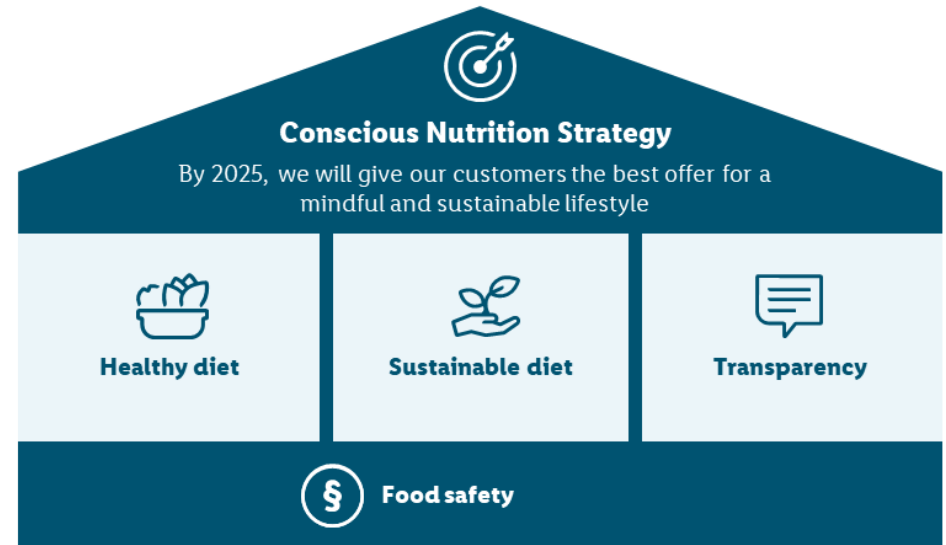 Conscious Nutrition Strategy
By 2025, we will give our customers the best offer for a
mindful and sustainable lifestyle
Healthy diet
Sustainable diet
Transparency
§ Food safety